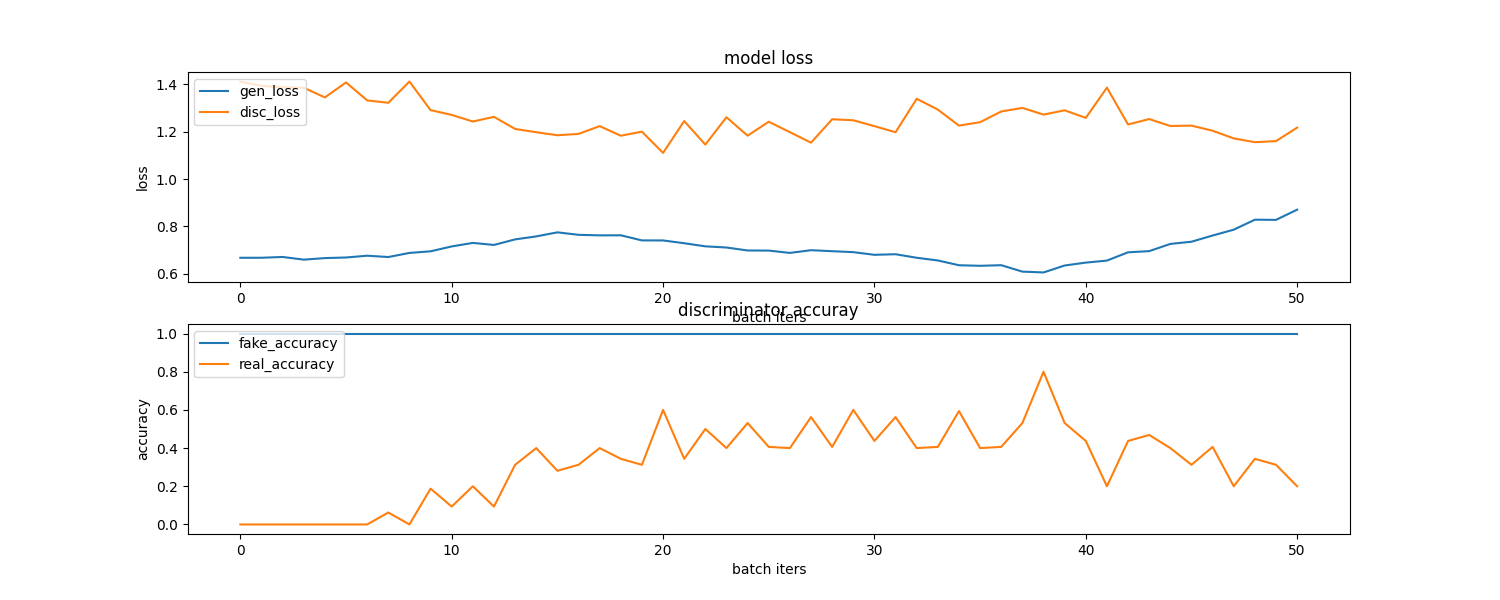 model loss
gen_loss
disc_loss
loss
1.4
1.2
1.0
0.8
0.6
0 10 20 30 40 50
batch iters
discriminator accuray
fake_accuracy
real_accuracy
accuracy
1.0
0.8
0.6
0.4
0.2
0.0
0 10 20 30 40 50
batch iters